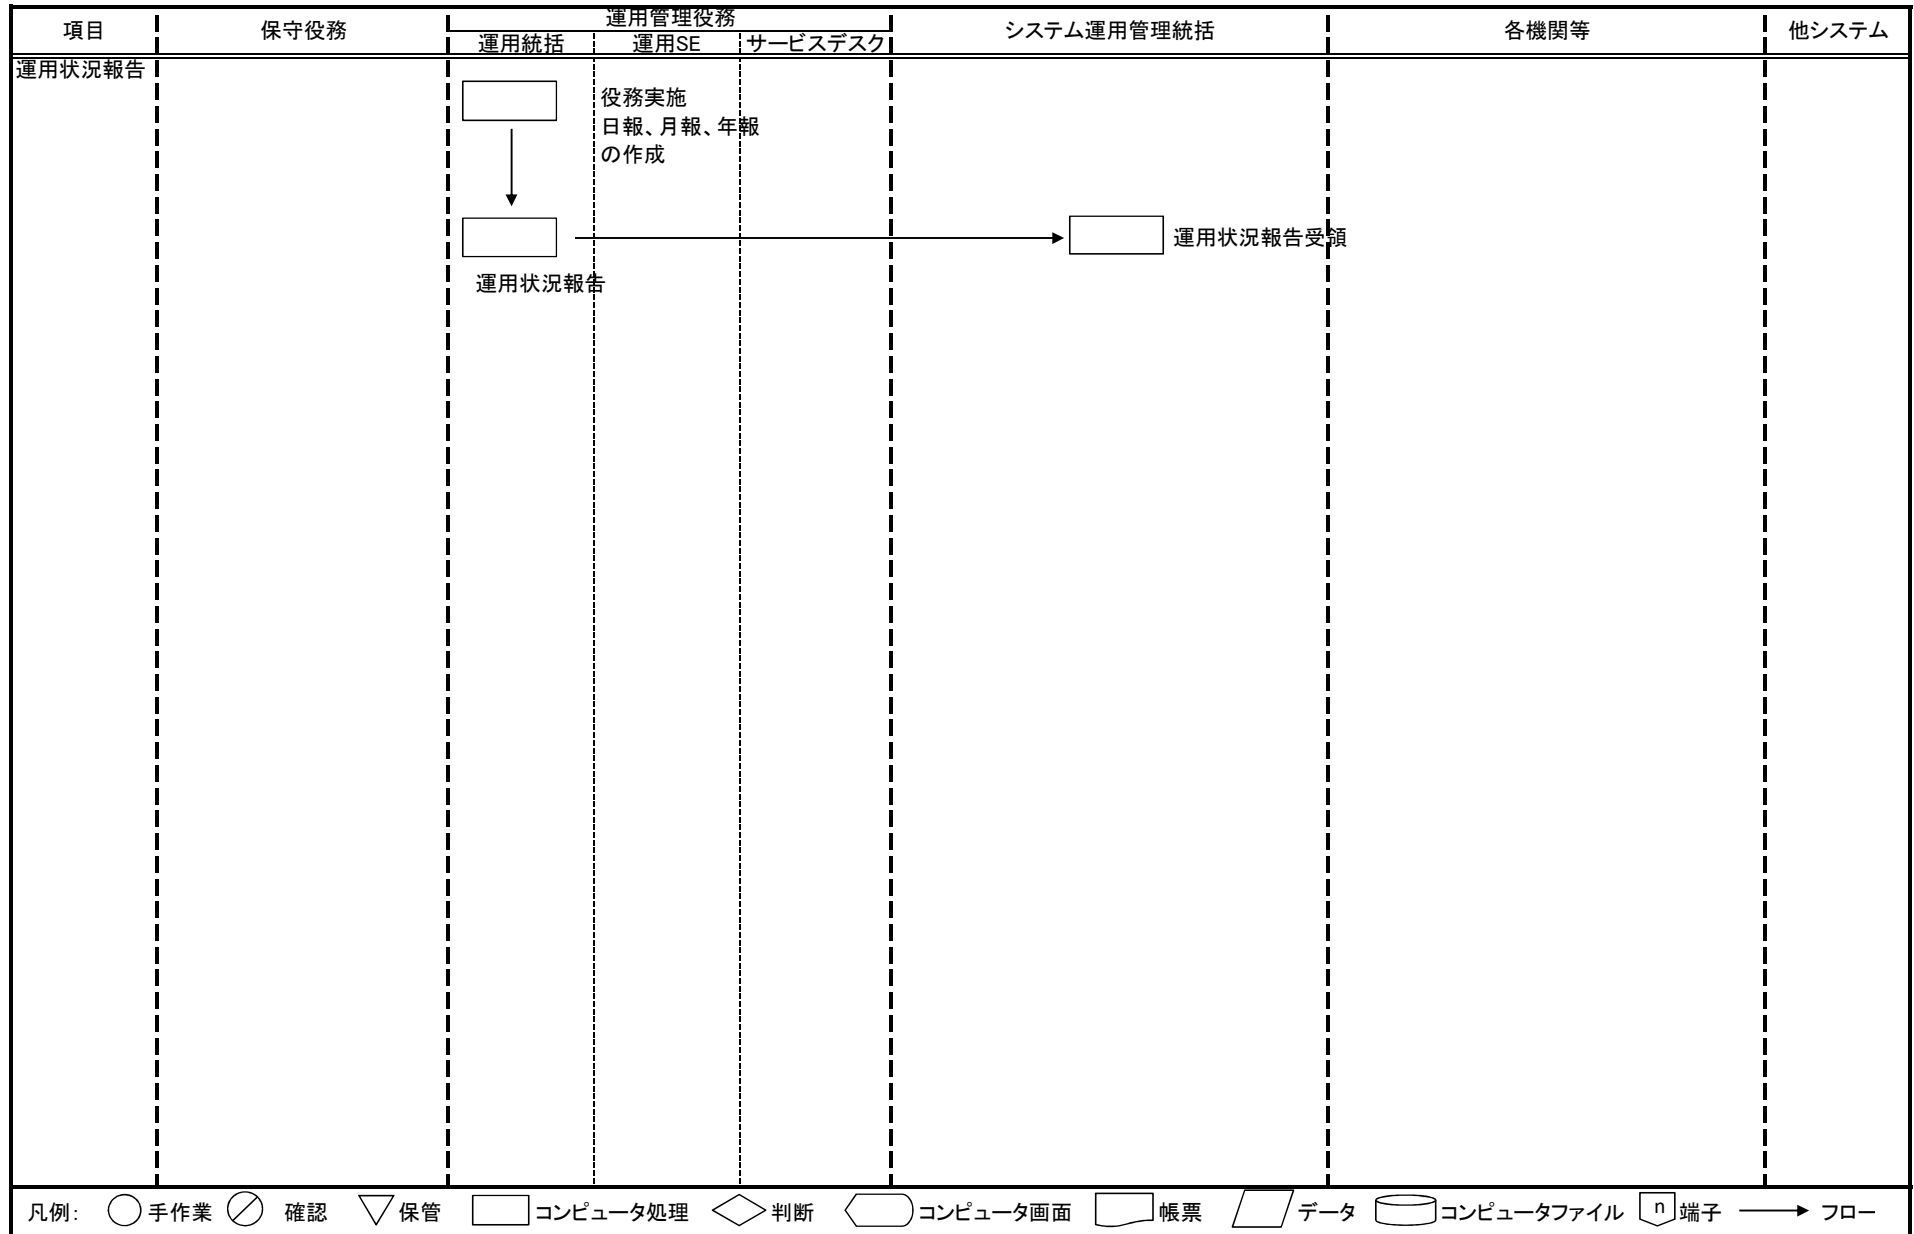 項目
保守役務
運用管理役務
運用統括
運用SE
サービスデスク
システム運用管理統括
各機関等
他システム
運用状況報告
役務実施
日報、月報、年報
の作成
運用状況報告受領
運用状況報告
凡例： 手作業 確認 保管 コンピュータ処理 判断 コンピュータ画面 帳票 データ コンピュータファイル n 端子 フロー